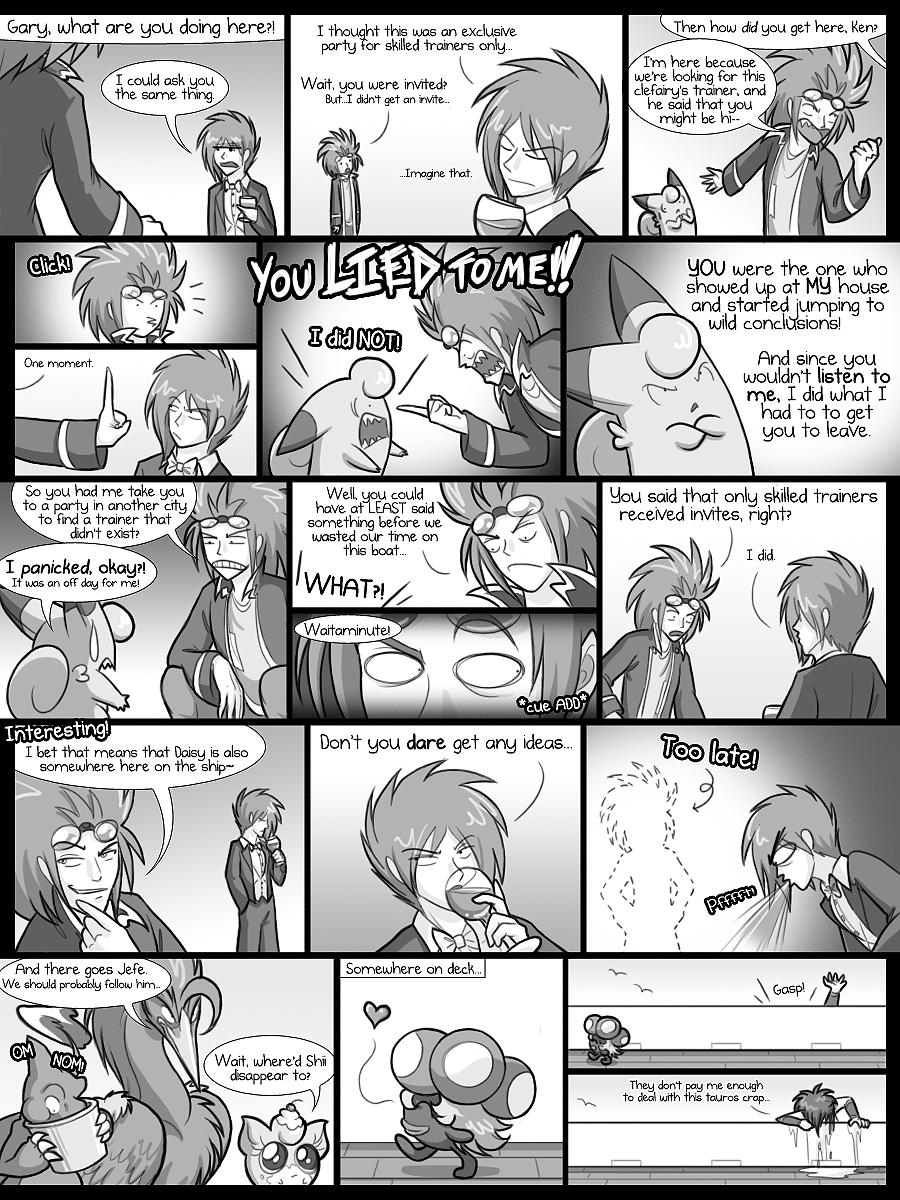 Gary, what are you doing here?!
I could ask you
the same thing.
I thought this was an exclusive
party for skilled trainers only...
Wait, you were invited?
But...I didn't get an invite...
...Imagine that.
Then how did you get here, Ken?
I'm here because
we're looking for this
clefairy's trainer, and
he said that you
might be hi--
Click!
One moment.
YOU LIED TO ME!!
I did NOT!
YOU were the one who
showed up at MY house
and started jumping to
wild conclusions!
And since you
wouldn't listen to
me, I did what I
had to to get
you to leave.
So you had me take you
to a party in another city
to find a trainer that
didn't exist?
I panicked, okay?!
It was an off day for me!
Well, you could
have at LEAST said
something before we
wasted our time on
this boat...
WHAT?!
Waitaminute!
*cue ADD*
You said that only skilled trainers
received invites, right?
I did.
Interesting!
I bet that means that Daisy is also
somewhere here on the ship~
Don't you dare get any ideas...
Too late!
Pfffffh
And there goes Jefe.
We should probably follow him...
OM
NOM!
Wait, where'd Shii
disappear to?
Somewhere on deck...
Gasp!
They don't pay me enough
to deal with this tauros crap...